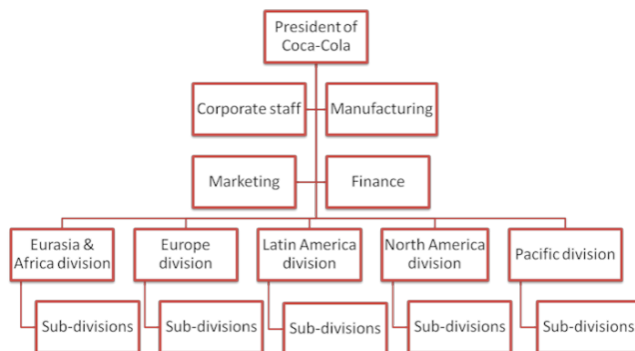 President of
Coca-Cola
Corporate staff
Manufacturing
Marketing
Finance
Eurasia &
Africa division
Europe
division
Latin America
division
North America
division
Pacific division
Sub-divisions
Sub-divisions
Sub-divisions
Sub-divisions
Sub-divisions